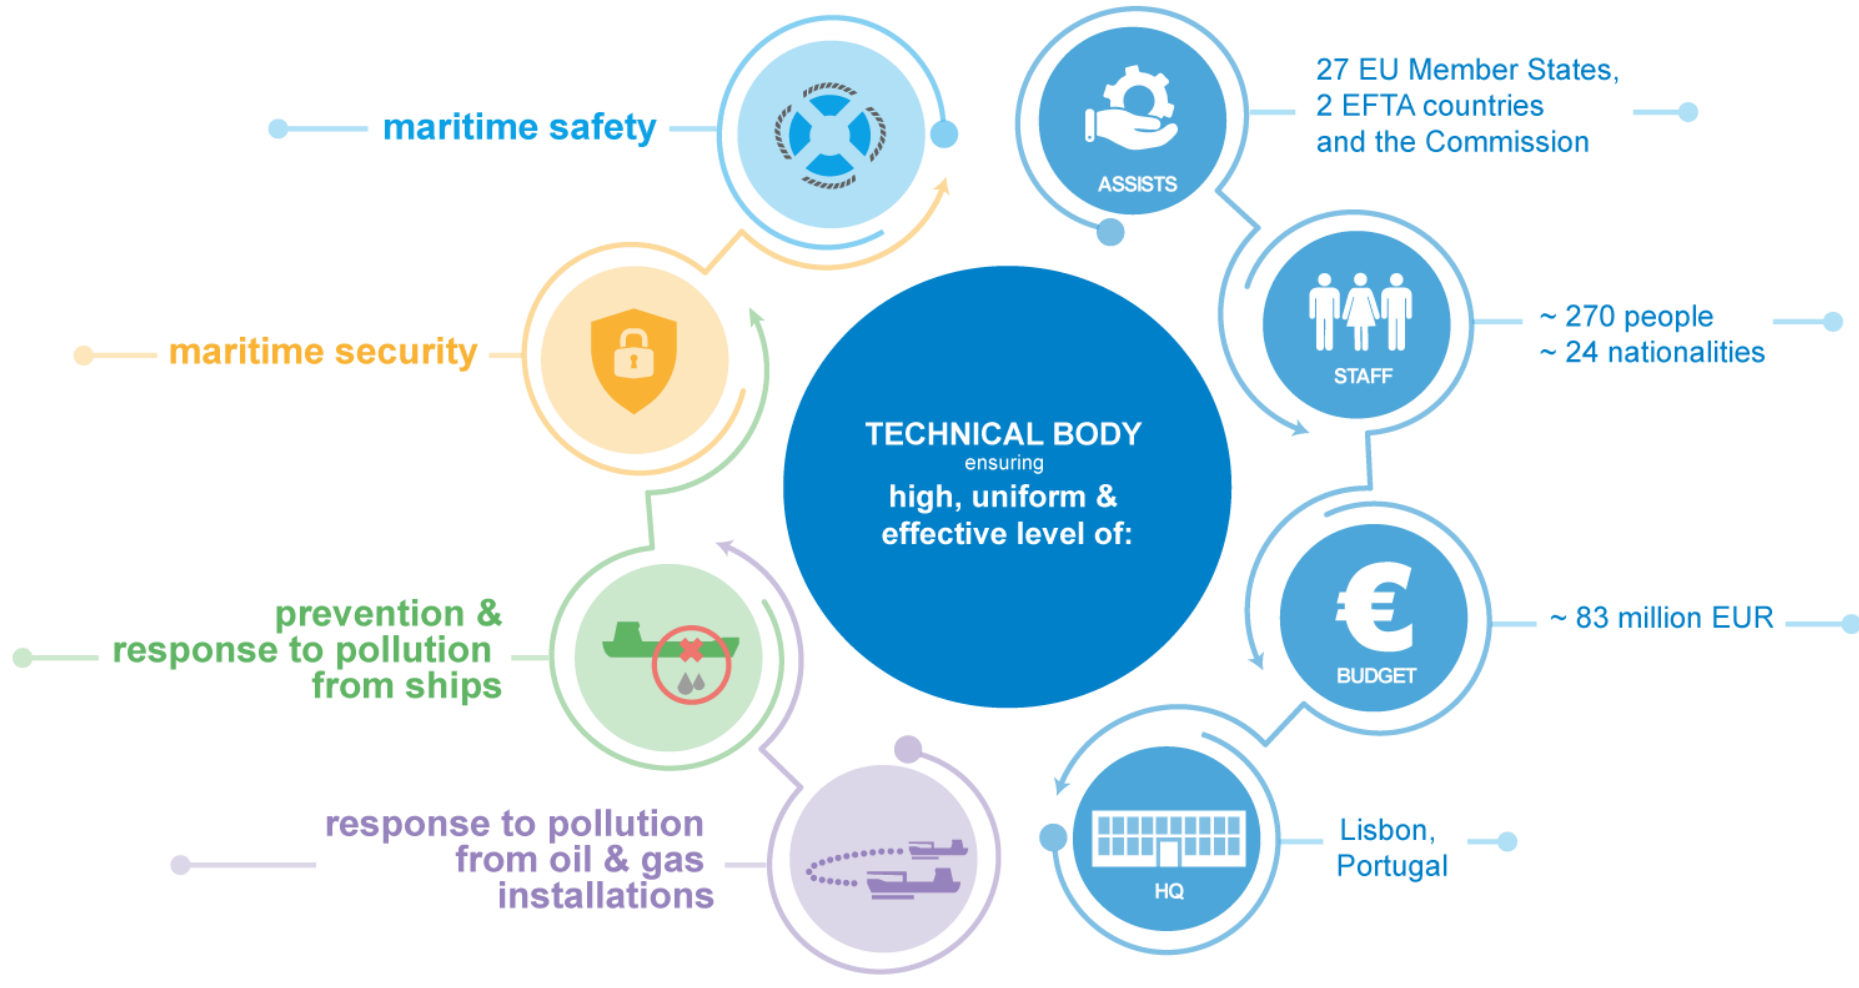 maritime safety
maritime security
prevention &
response to pollution
from ships
response to pollution
from oil & gas
installations
TECHNICAL BODY
ensuring
high, uniform &
effective level of:
ASSISTS
27 EU Member States,
2 EFTA countries
and the Commission
STAFF
~ 270 people
~ 24 nationalities
€
BUDGET
~ 83 million EUR
HQ
Lisbon,
Portugal